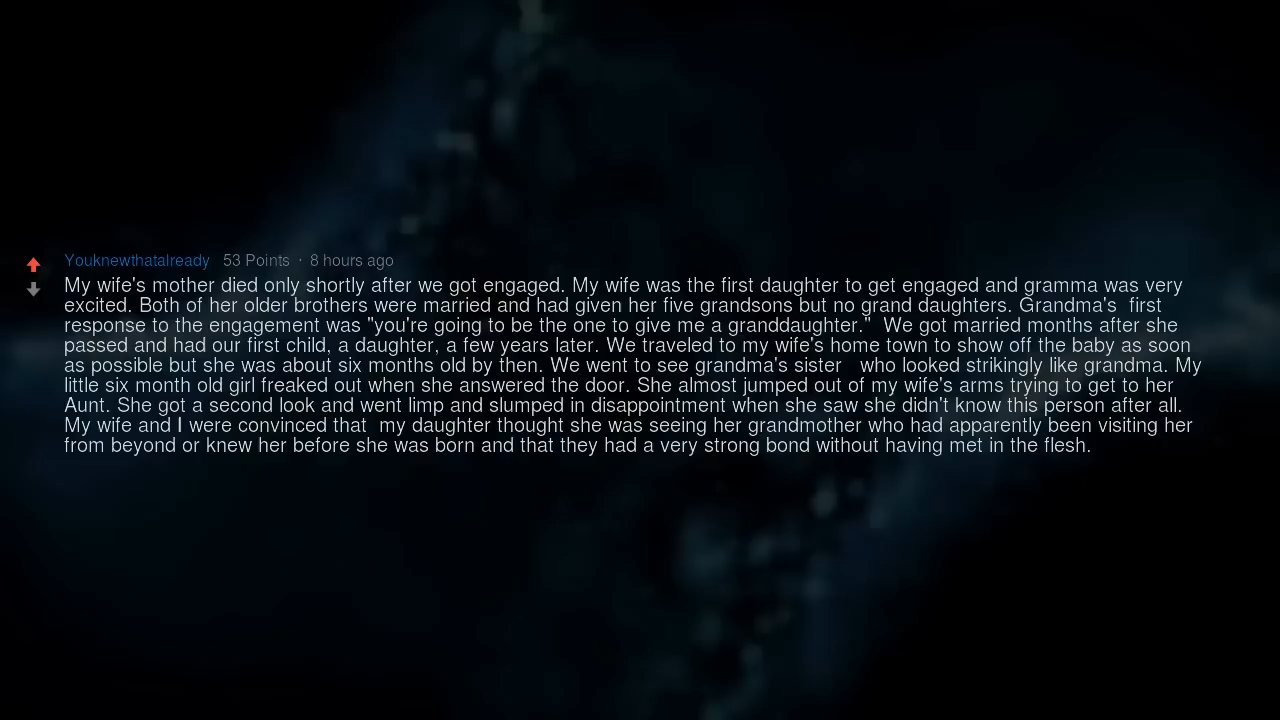 Youknewthatalready 53 Points · 8 hours ago
My wife's mother died only shortly after we got engaged. My wife was the first daughter to get engaged and gramma was very
excited. Both of her older brothers were married and had given her five grandsons but no grand daughters. Grandma's  first
response to the engagement was "you're going to be the one to give me a granddaughter."  We got married months after she
passed and had our first child, a daughter, a few years later. We traveled to my wife's home town to show off the baby as soon
as possible but she was about six months old by then. We went to see grandma's sister   who looked strikingly like grandma. My
little six month old girl freaked out when she answered the door. She almost jumped out of my wife's arms trying to get to her
Aunt. She got a second look and went limp and slumped in disappointment when she saw she didn't know this person after all.
My wife and I were convinced that  my daughter thought she was seeing her grandmother who had apparently been visiting her
from beyond or knew her before she was born and that they had a very strong bond without having met in the flesh.